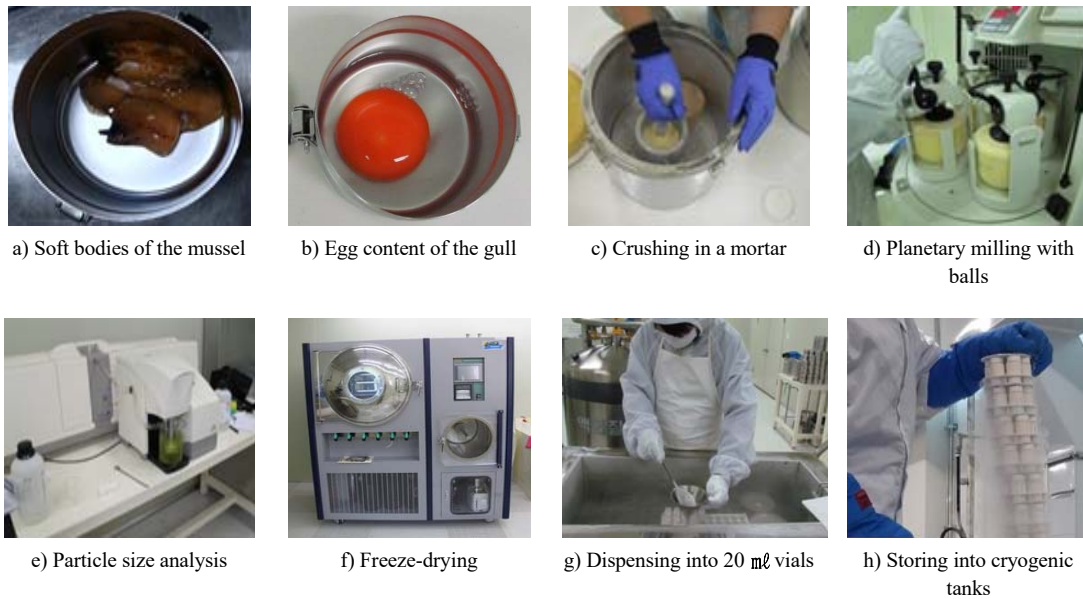 a) Soft bodies of the mussel
b) Egg content of the gull
c) Crushing in a mortar
d) Planetary milling with
balls
e) Particle size analysis
f) Freeze-drying
g) Dispensing into 20 ㎖ vials
h) Storing into cryogenic
tanks